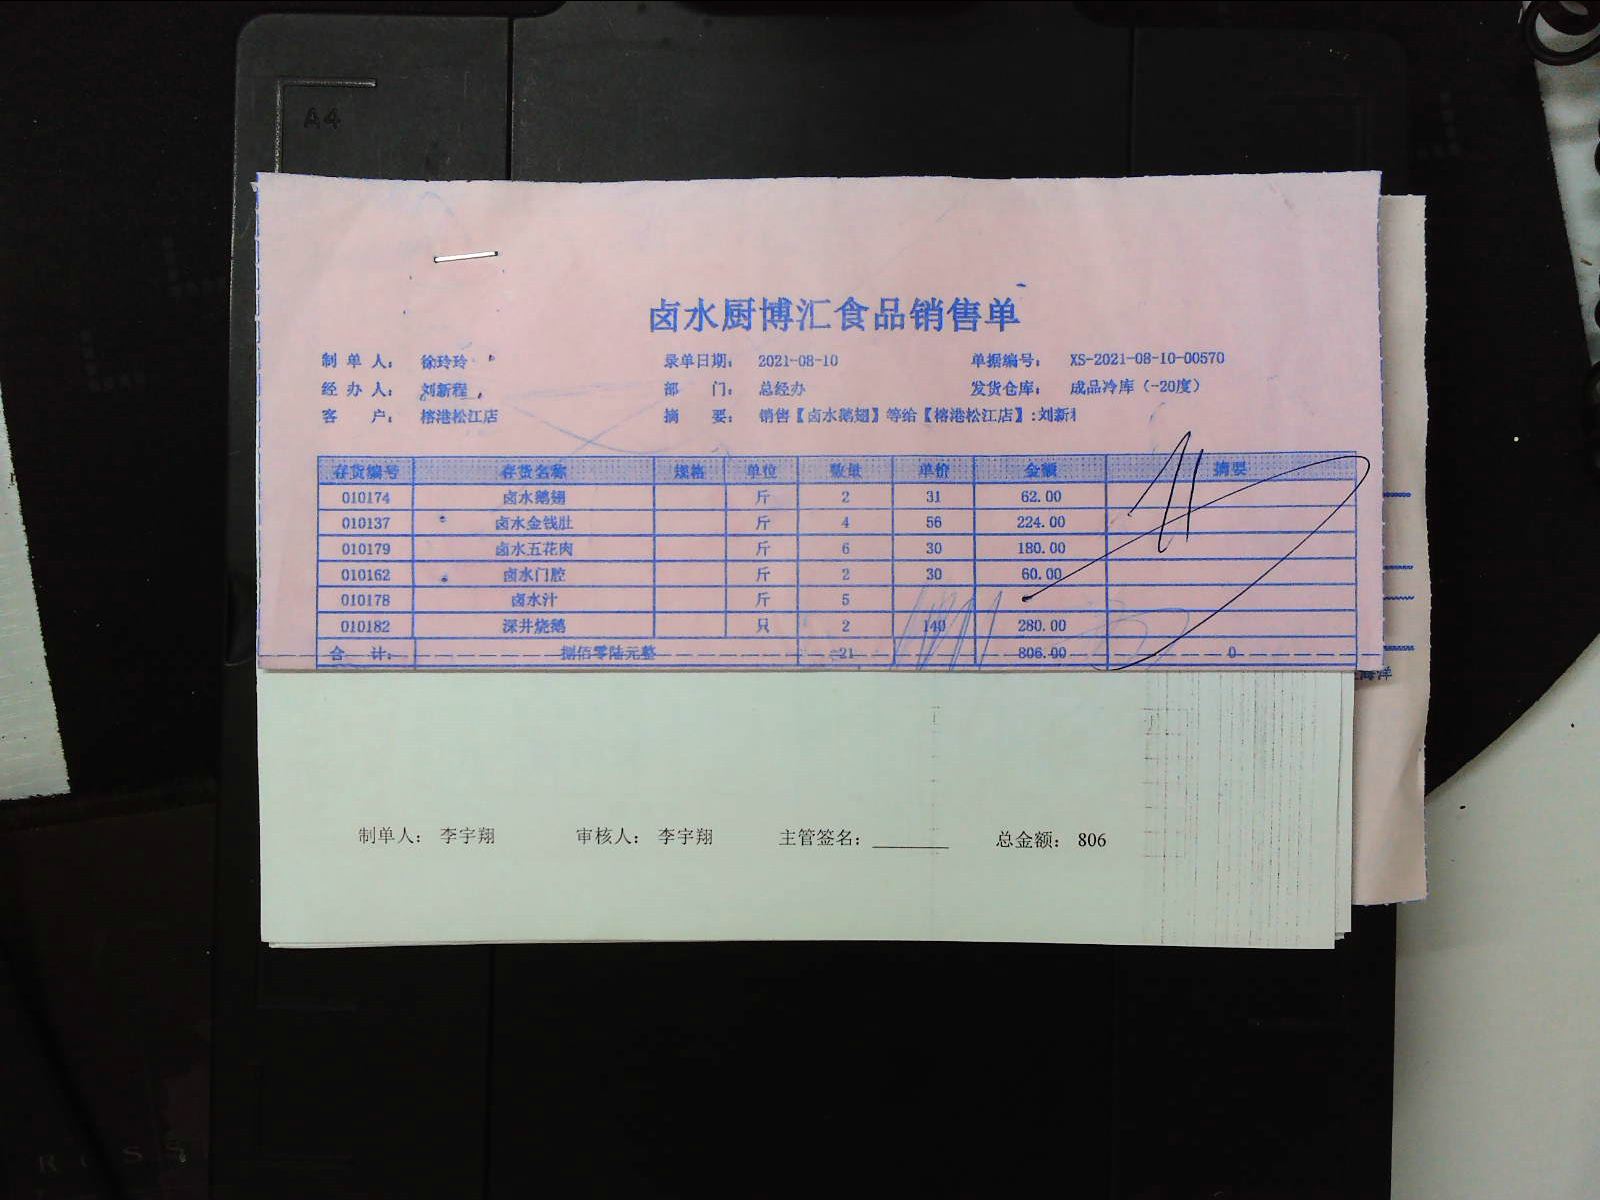 A4
卤水厨博汇食品销售单
制单人： 徐玲玲 录单日期： 2021-08-10 单据编号： XS-2021-08-10-00570
经办人： 刘新程 部门： 总经办 发货仓库： 成品冷库（-20度）
客户： 榕港松江店 摘要： 销售【卤水鹅翅】等给【榕港松江店】:刘新
存货编号 存货名称 规格 单位 数量 单价 金额 摘要
010174 卤水鹅翅 斤 2 31 62.00
010137 卤水金钱肚 斤 4 56 224.00
010179 卤水五花肉 斤 6 30 180.00
010162 卤水门腔 斤 2 30 60.00
010178 卤水汁 斤 5
010182 深井烧鹅 只 2 140 280.00
合计： 捌佰零陆元整 21 806.00 0
海洋
制单人： 李宇翔 审核人： 李宇翔 主管签名： 总金额： 806